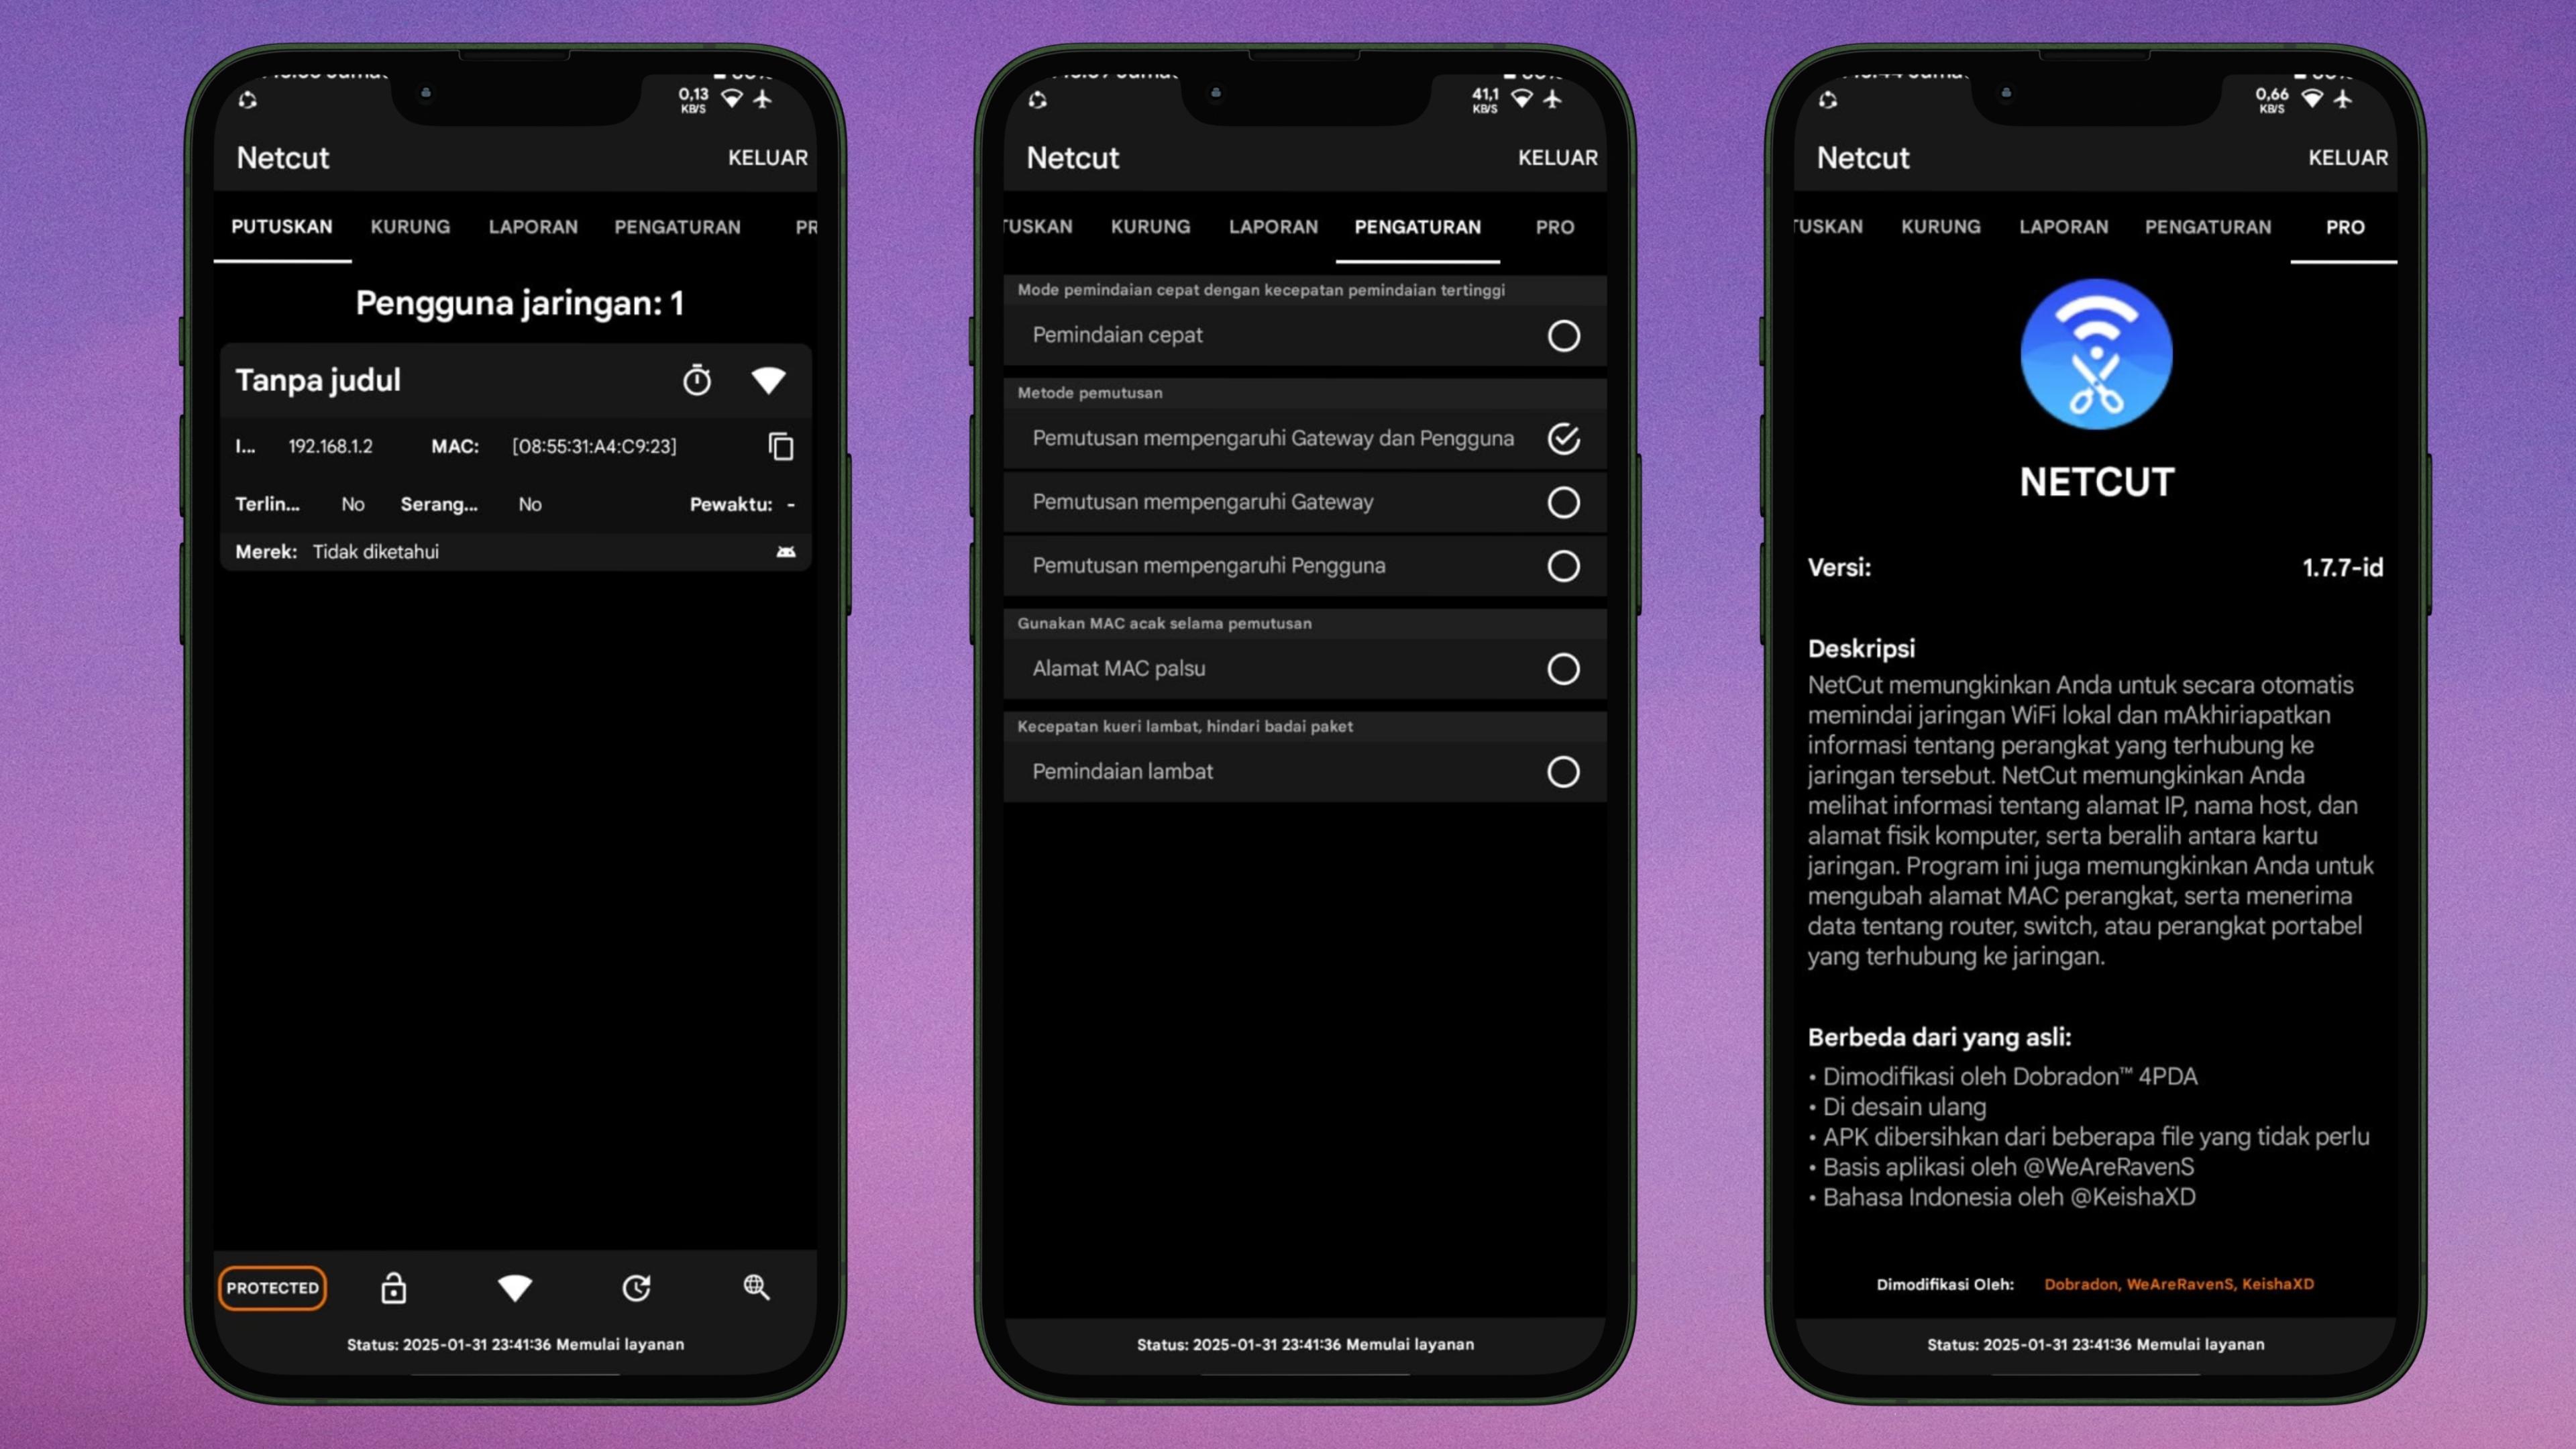 0,13
KB/S
Netcut
KELUAR
PUTUSKAN KURUNG LAPORAN PENGATURAN PR
Pengguna jaringan: 1
Tanpa judul
I... 192.168.1.2 MAC: [08:55:31:A4:C9:23]
Terlin... No Serang... No Pewaktu: -
Merek: Tidak diketahui
PROTECTED
Status: 2025-01-31 23:41:36 Memulai layanan
41,1
KB/S
Netcut
KELUAR
TUSKAN KURUNG LAPORAN PENGATURAN PRO
Mode pemindaian cepat dengan kecepatan pemindaian tertinggi
Pemindaian cepat
Metode pemutusan
Pemutusan mempengaruhi Gateway dan Pengguna
Pemutusan mempengaruhi Gateway
Pemutusan mempengaruhi Pengguna
Gunakan MAC acak selama pemutusan
Alamat MAC palsu
Kecepatan kueri lambat, hindari badai paket
Pemindaian lambat
Status: 2025-01-31 23:41:36 Memulai layanan
0,66
KB/S
Netcut
KELUAR
TUSKAN KURUNG LAPORAN PENGATURAN PRO
NETCUT
Versi: 1.7.7-id
Deskripsi
NetCut memungkinkan Anda untuk secara otomatis
memindai jaringan WiFi lokal dan mAkhiriapatkan
informasi tentang perangkat yang terhubung ke
jaringan tersebut. NetCut memungkinkan Anda
melihat informasi tentang alamat IP, nama host, dan
alamat fisik komputer, serta beralih antara kartu
jaringan. Program ini juga memungkinkan Anda untuk
mengubah alamat MAC perangkat, serta menerima
data tentang router, switch, atau perangkat portabel
yang terhubung ke jaringan.
Berbeda dari yang asli:
• Dimodifikasi oleh Dobradon™ 4PDA
• Di desain ulang
• APK dibersihkan dari beberapa file yang tidak perlu
• Basis aplikasi oleh @WeAreRavenS
• Bahasa Indonesia oleh @KeishaXD
Dimodifikasi Oleh: Dobradon, WeAreRavenS, KeishaXD
Status: 2025-01-31 23:41:36 Memulai layanan